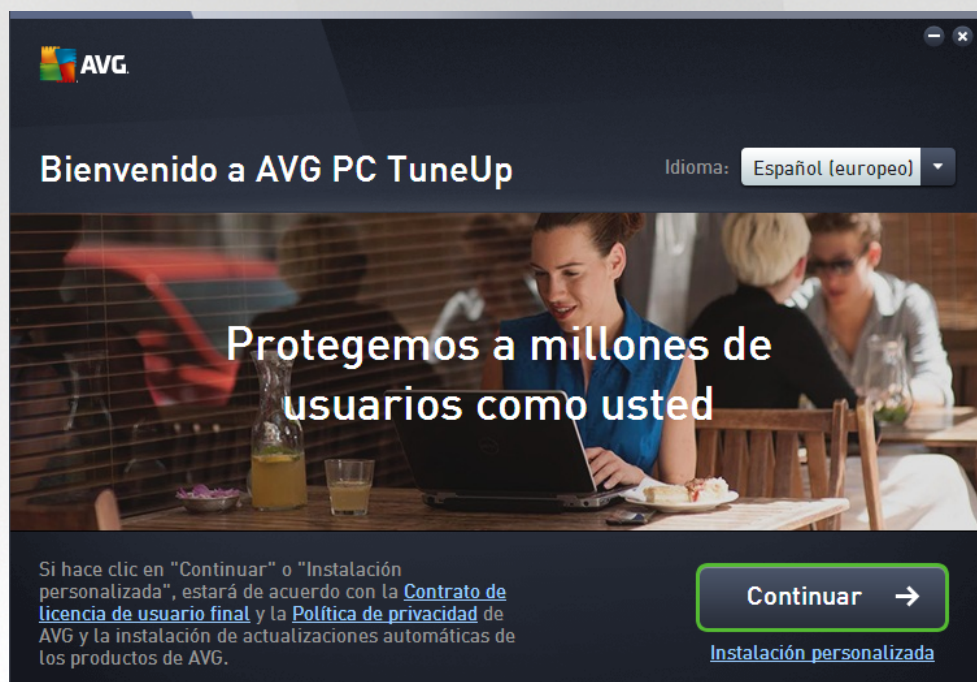 AVG
Bienvenido a AVG PC TuneUp
Idioma: Español (europeo)
Protegemos a millones de
usuarios como usted
Si hace clic en "Continuar" o "Instalación
personalizada", estará de acuerdo con la Contrato de
licencia de usuario final y la Política de privacidad de
AVG y la instalación de actualizaciones automáticas de
los productos de AVG.
Continuar →
Instalación personalizada